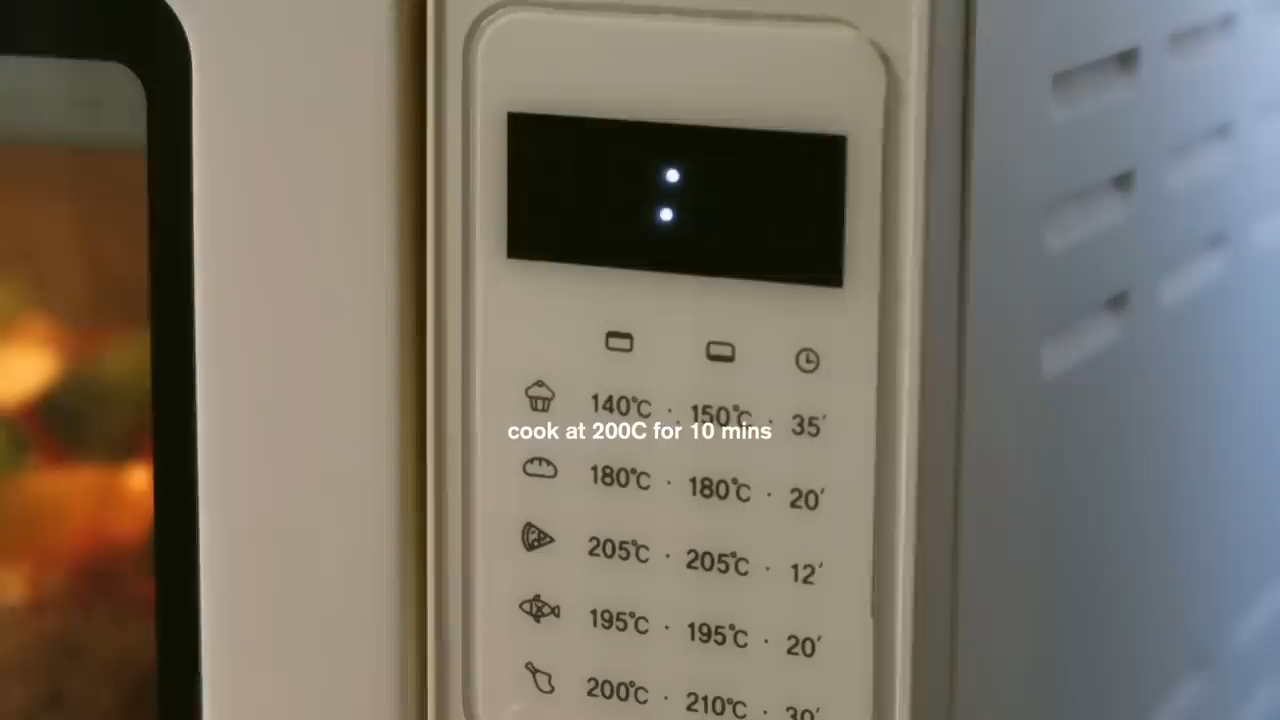 :
140℃ · 150℃ · 35′
cook at 200C for 10 mins
180℃ · 180℃ · 20′
205℃ · 205℃ · 12′
195℃ · 195℃ · 20′
200℃ · 210℃ · 30′